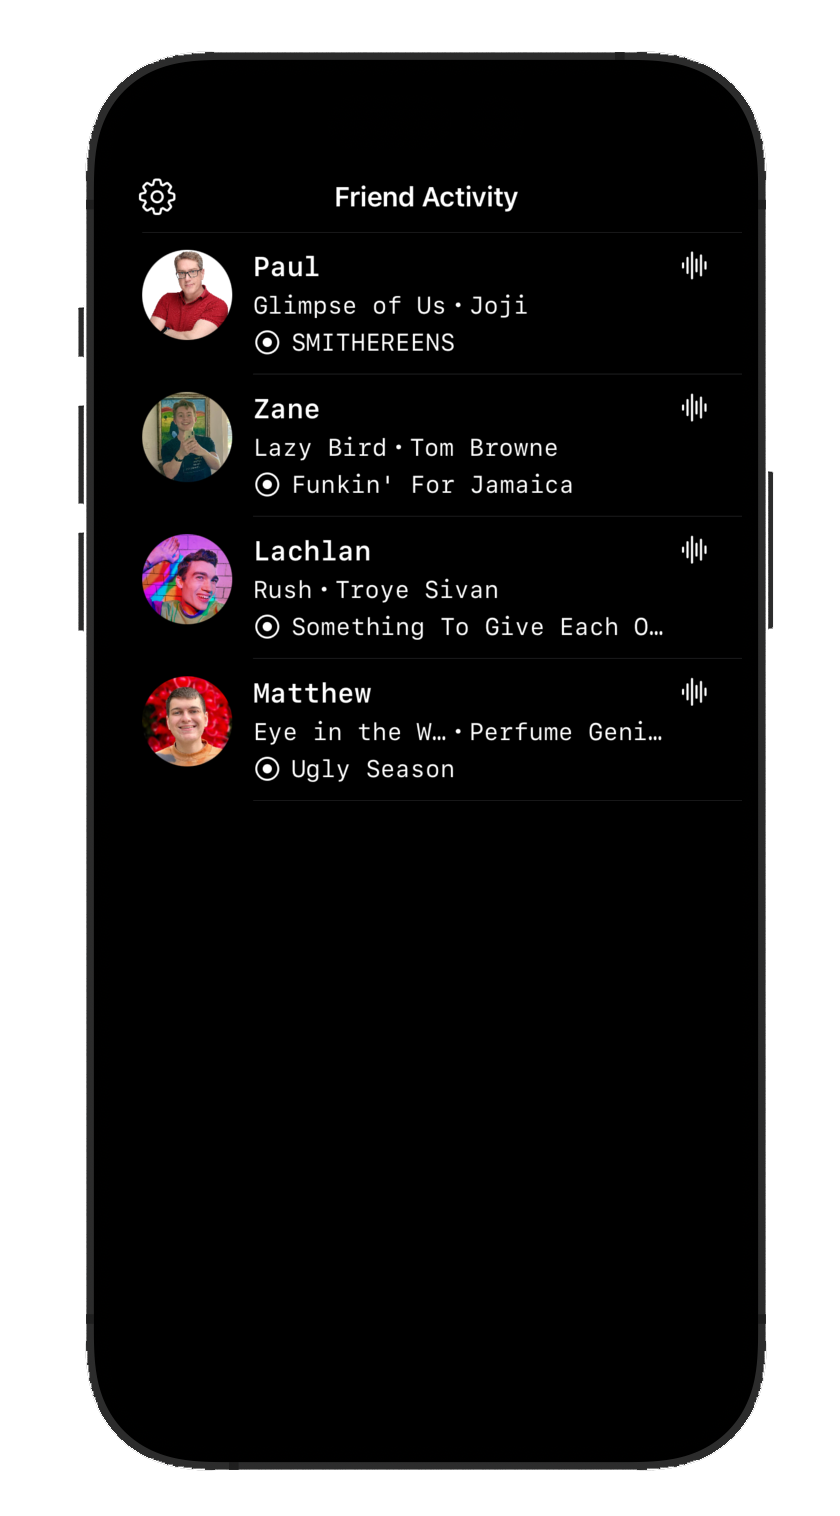 Friend Activity
Paul
Glimpse of Us • Joji
SMITHEREENS
Zane
Lazy Bird • Tom Browne
Funkin' For Jamaica
Lachlan
Rush • Troye Sivan
Something To Give Each O…
Matthew
Eye in the W… • Perfume Geni…
Ugly Season